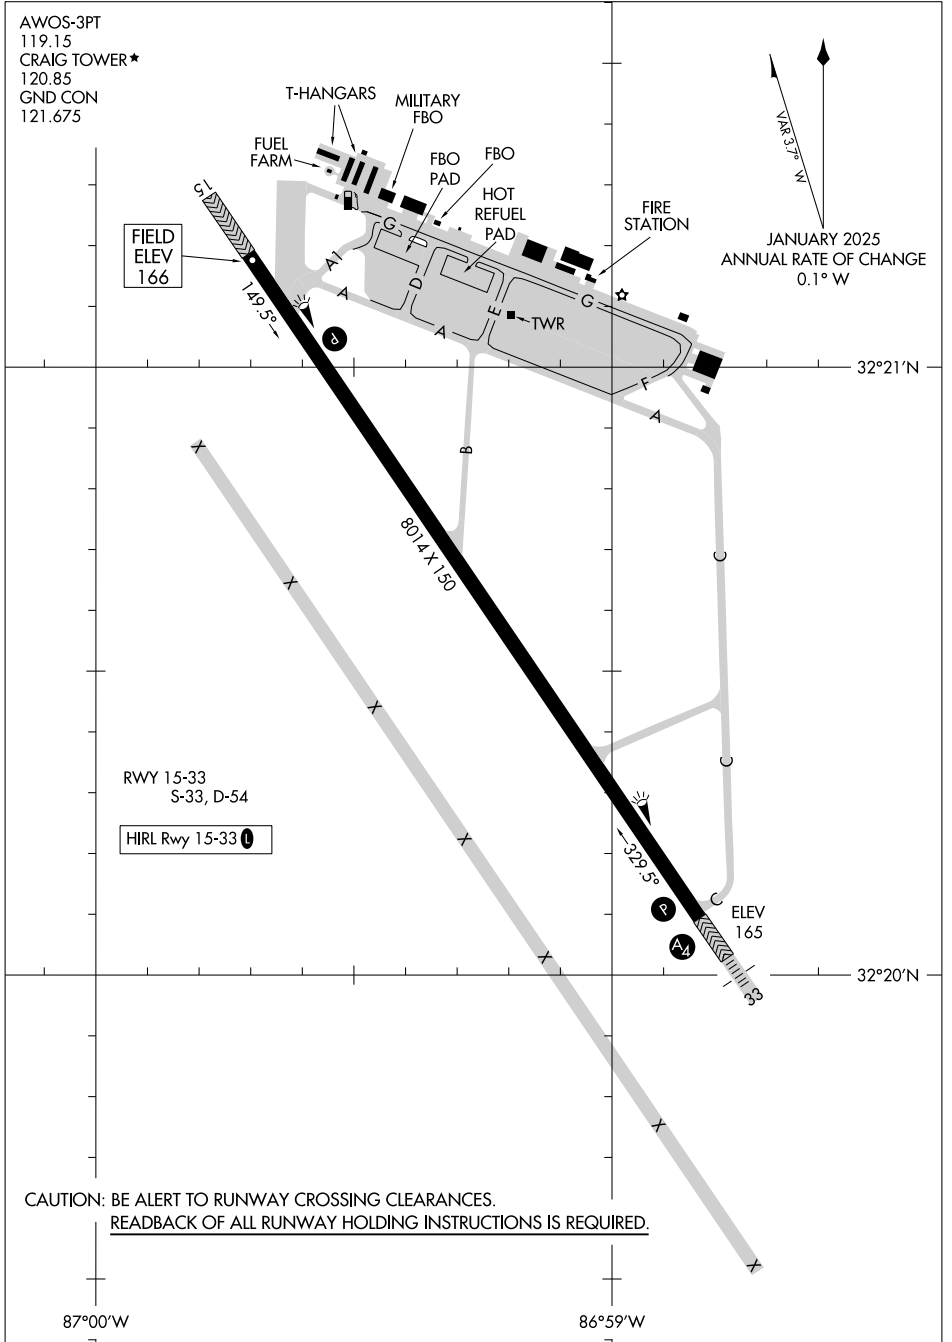 AWOS-3PT
119.15
CRAIG TOWER★
120.85
GND CON
121.675
T-HANGARS
MILITARY
FBO
FUEL
FARM
FBO
PAD
FBO
HOT
REFUEL
PAD
FIRE
STATION
VAR 3.7° W
JANUARY 2025
ANNUAL RATE OF CHANGE
0.1° W
15
FIELD
ELEV
166
149.5°
A1
A
G
D
E
G
TWR
A
P
F
A
32°21'N
X
B
8014 X 150
C
X
X
C
RWY 15-33
S-33, D-54
HIRL Rwy 15-33 L
X
329.5°
C
P
ELEV
165
A4
X
32°20'N
33
X
CAUTION: BE ALERT TO RUNWAY CROSSING CLEARANCES.
READBACK OF ALL RUNWAY HOLDING INSTRUCTIONS IS REQUIRED.
X
87°00'W
86°59'W